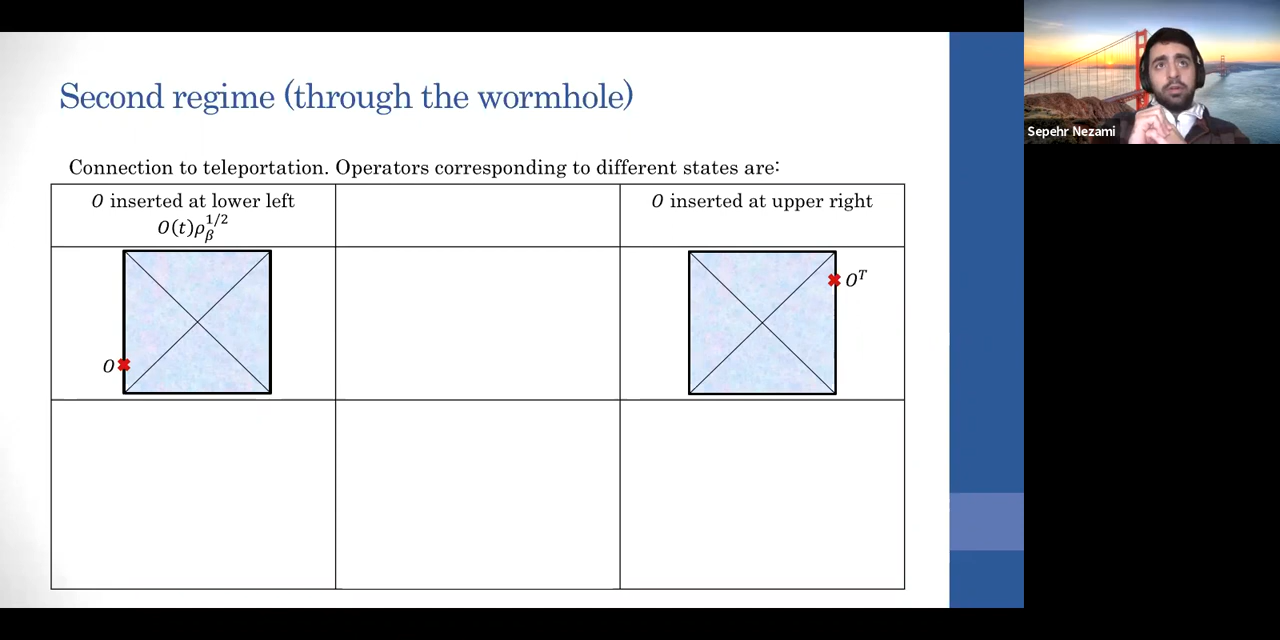 Second regime (through the wormhole)
Sepehr Nezami
Connection to teleportation. Operators corresponding to different states are:
O inserted at lower left
O(t)ρ_β^{1/2}
O inserted at upper right
O^T
O